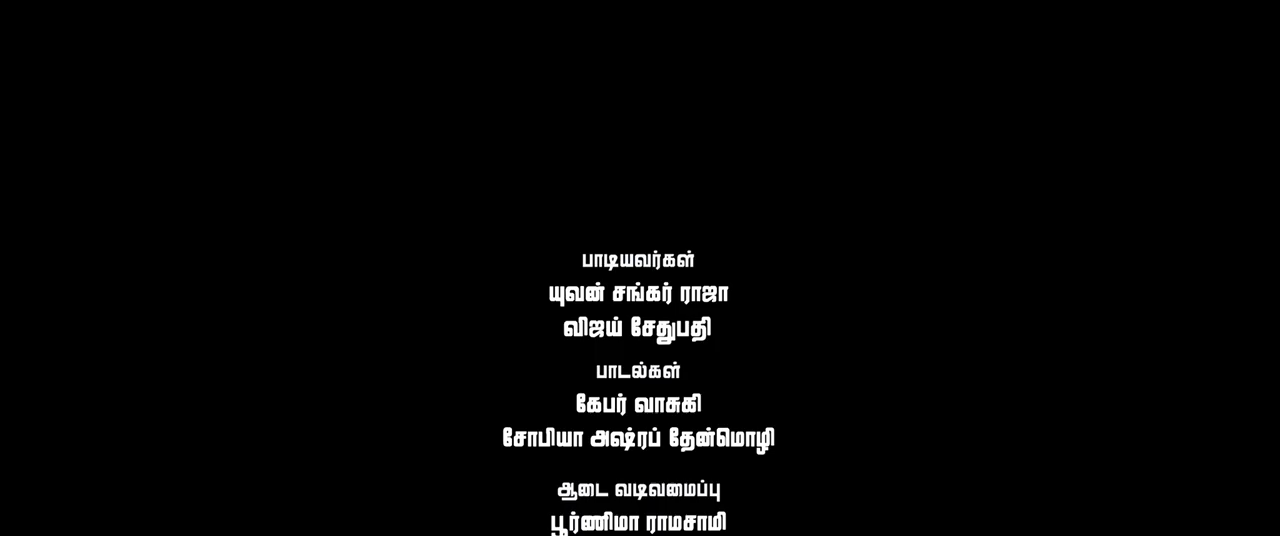 பாடியவர்கள்
யுவன் சங்கர் ராஜா
விஜய் சேதுபதி
பாடல்கள்
கேபர் வாசுகி
சோபியா அஷ்ரப் தேன்மொழி
ஆடை வடிவமைப்பு
பூர்ணிமா ராமசாமி